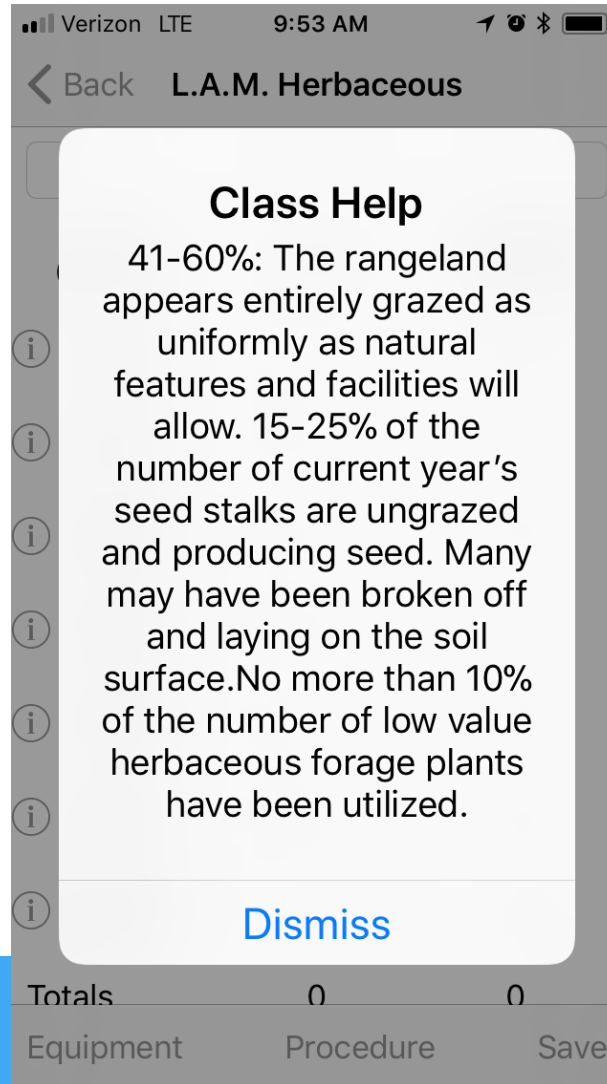 Verizon LTE 9:53 AM
Back L.A.M. Herbaceous
Class Help
41-60%: The rangeland
appears entirely grazed as
uniformly as natural
features and facilities will
allow. 15-25% of the
number of current year’s
seed stalks are ungrazed
and producing seed. Many
may have been broken off
and laying on the soil
surface.No more than 10%
of the number of low value
herbaceous forage plants
have been utilized.
Dismiss
Totals 0 0
Equipment Procedure Save